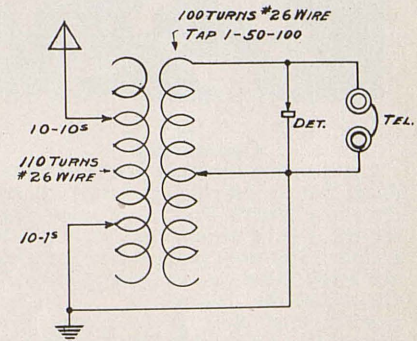 100 TURNS #26 WIRE
TAP 1-50-100
10-10s
DET.
TEL.
110 TURNS
#26 WIRE
10-1s